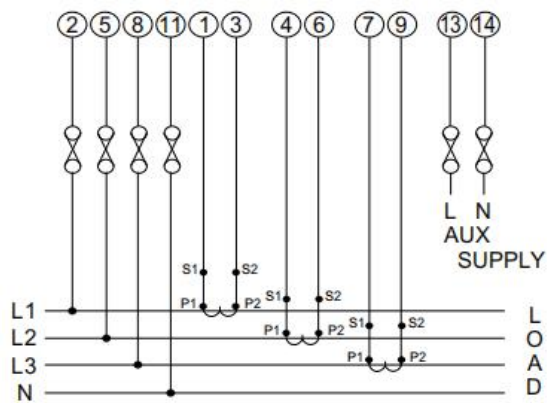 2 5 8 11 1 3 4 6 7 9 13 14
L N
AUX
SUPPLY
S1 S2
S1 S2
S1 S2
P1 P2
P1 P2
P1 P2
L1
L2
L3
N
L
O
A
D